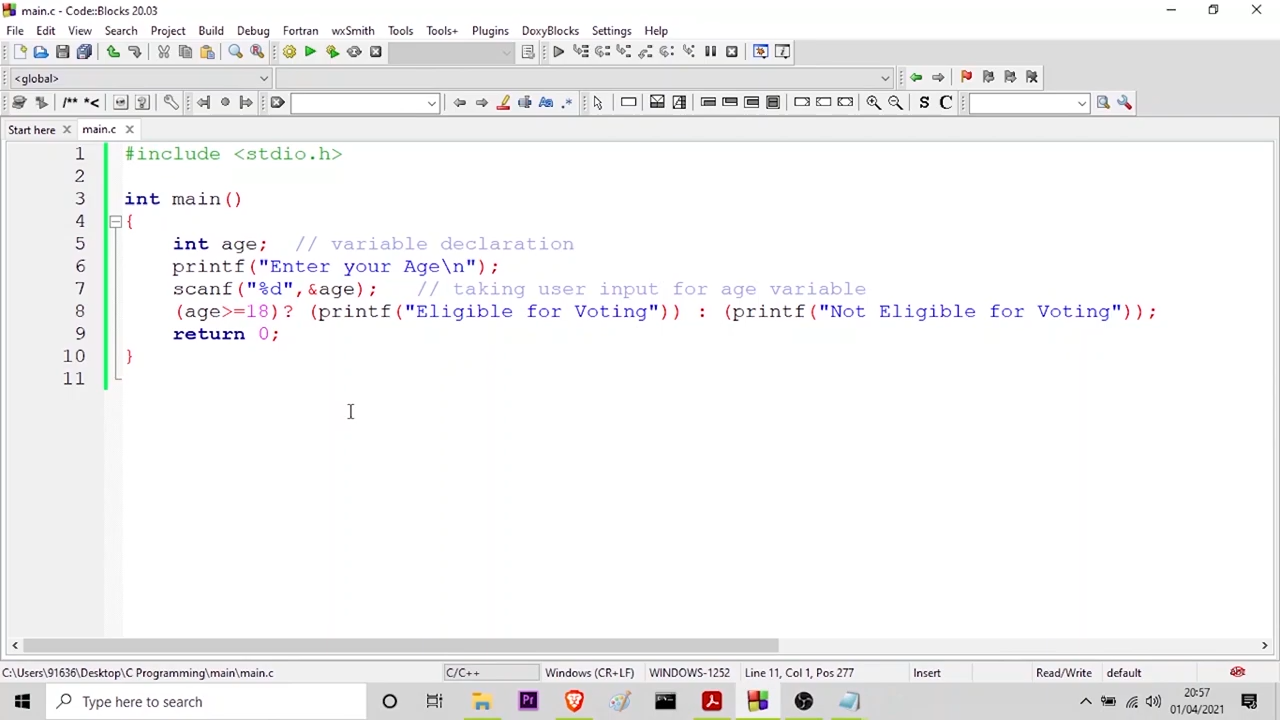 main.c - Code::Blocks 20.03
File Edit View Search Project Build Debug Fortran wxSmith Tools Tools+ Plugins DoxyBlocks Settings Help
<global>
/** *<
S C
Start here main.c
1 #include <stdio.h>
2
3 int main()
4 {
5 int age; // variable declaration
6 printf("Enter your Age\n");
7 scanf("%d",&age); // taking user input for age variable
8 (age>=18)? (printf("Eligible for Voting")) : (printf("Not Eligible for Voting"));
9 return 0;
10 }
11
C:\Users\91636\Desktop\C Programming\main\main.c C/C++ Windows (CR+LF) WINDOWS-1252 Line 11, Col 1, Pos 277 Insert Read/Write default
Type here to search Pr 20:57
01/04/2021